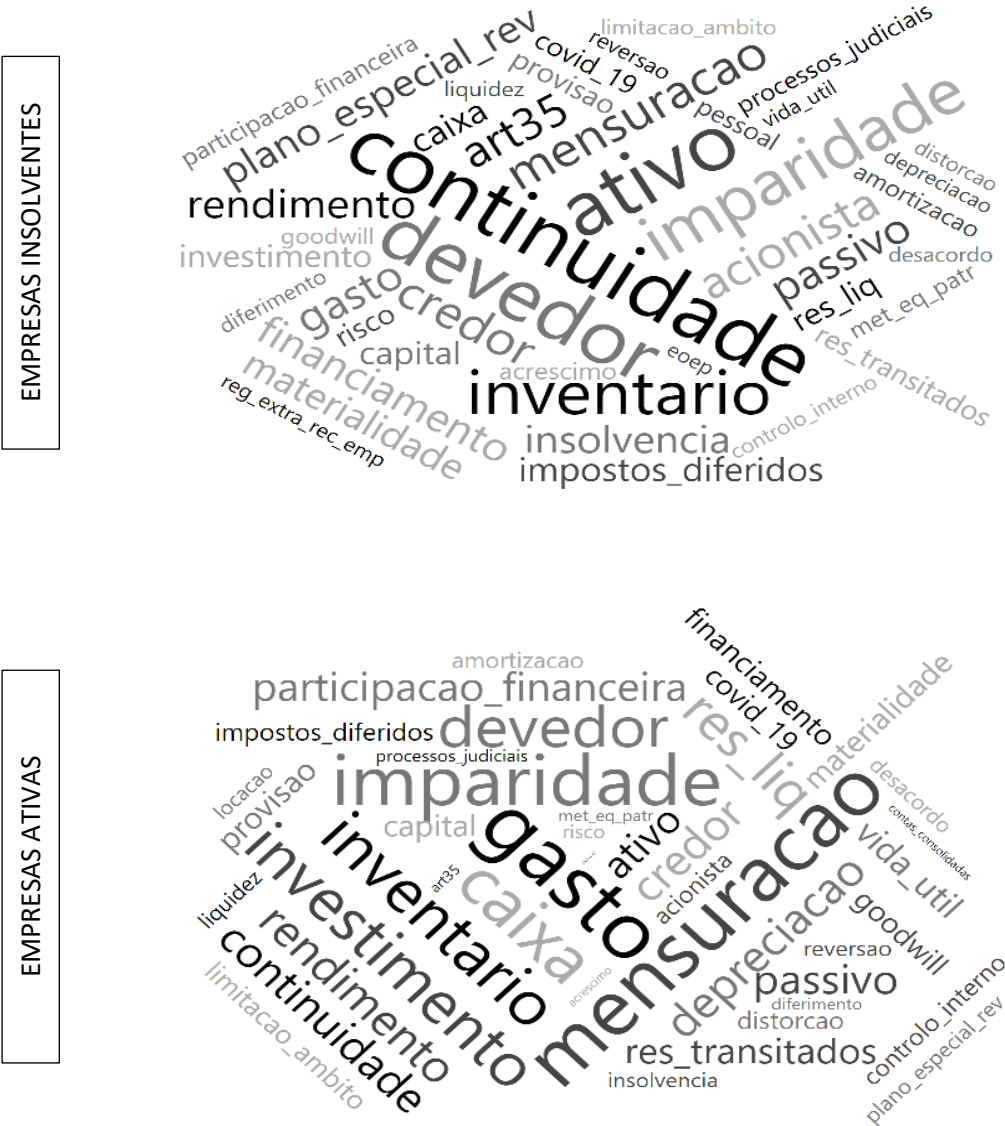 EMPRESAS INSOLVENTES
limitacao_ambito
processos_judiciais
reversao
covid_19
plano_especial_rev
participacao_financeira
liquidez
provisao
mensuracao
vida_util
pessoal
caixa
art35
continuidade
ativo
imparidade
distorcao
depreciacao
amortizacao
rendimento
goodwill
investimento
devedor
acionista
passivo
desacordo
diferimento
gasto
credor
risco
res_liq
met_eq_patr
res_transitados
capital
eoep
acrescimo
financiamento
materialidade
reg_extra_rec_emp
inventario
controlo_interno
insolvencia
impostos_diferidos
EMPRESAS ATIVAS
financiamento
amortizacao
participacao_financeira
covid_19
materialidade
impostos_diferidos
devedor
res_liq
processos_judiciais
imparidade
desacordo
locacao
provisao
capital
gasto
met_eq_patr
risco
ativo
credor
mensuracao
contas_consolidadas
vida_util
investimento
inventario
art35
caixa
acionista
depreciacao
goodwill
liquidez
rendimento
continuidade
limitacao_ambito
reversao
passivo
acrescimo
diferimento
distorcao
controlo_interno
res_transitados
insolvencia
plano_especial_rev